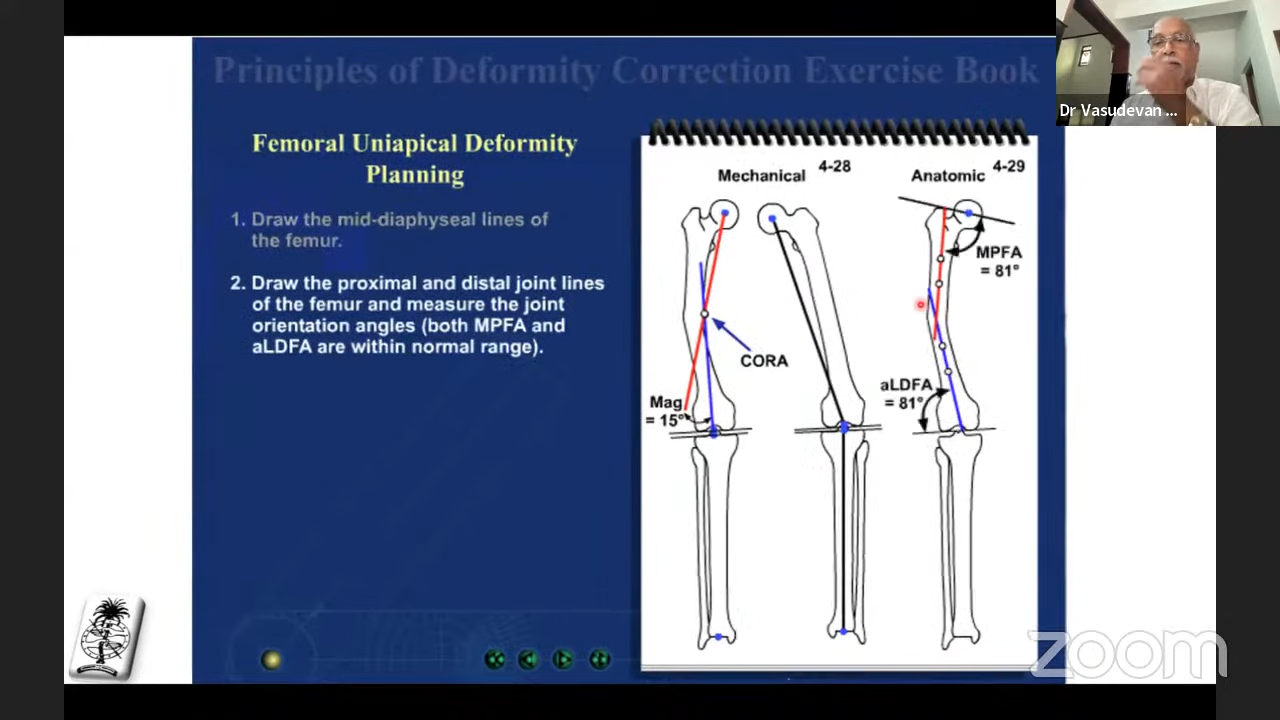 Principles of Deformity Correction Exercise Book
Femoral Uniapical Deformity
Planning
1. Draw the mid-diaphyseal lines of
the femur.
2. Draw the proximal and distal joint lines
of the femur and measure the joint
orientation angles (both MPFA and
aLDFA are within normal range).
Mechanical 4-28
Anatomic 4-29
MPFA
= 81°
CORA
Mag
= 15°
aLDFA
= 81°
Dr Vasudevan ...
zoom